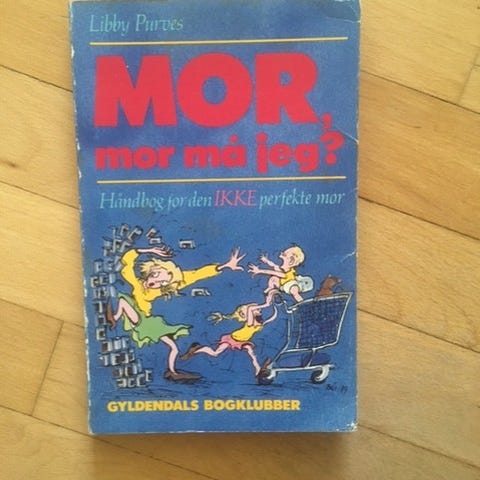 Libby Purves
MOR,
mor må jeg?
Håndbog for den IKKE perfekte mor
GYLDENDALS BOGKLUBBER